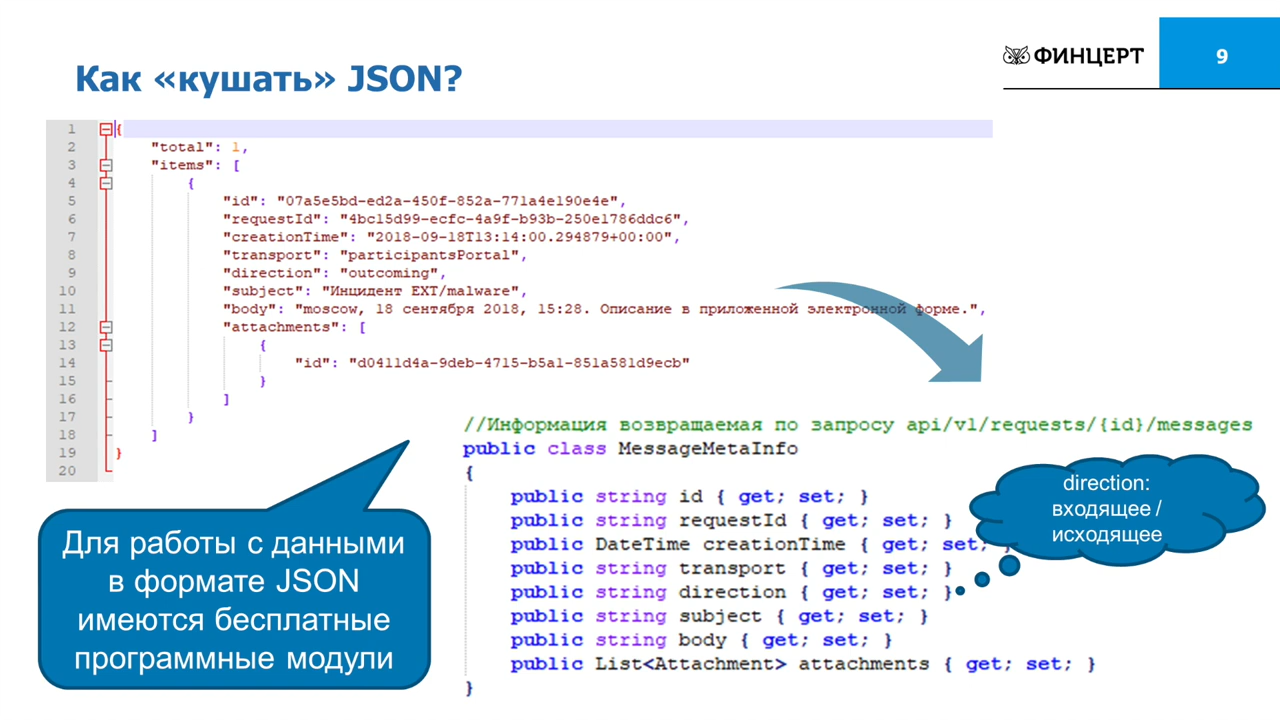 Как «кушать» JSON?
ФИНЦЕРТ
9
1 {
2 "total": 1,
3 "items": [
4 {
5 "id": "07a5e5bd-ed2a-450f-852a-771a4e190e4e",
6 "requestId": "4bc15d99-ecfc-4a9f-b93b-250e1786ddc6",
7 "creationTime": "2018-09-18T13:14:00.294879+00:00",
8 "transport": "participantsPortal",
9 "direction": "outcoming",
10 "subject": "Инцидент EXT/malware",
11 "body": "moscow, 18 сентября 2018, 15:28. Описание в приложенной электронной форме.",
12 "attachments": [
13 {
14 "id": "d0411d4a-9deb-4715-b5a1-851a581d9ecb"
15 }
16 ]
17 }
18 ]
19 }
20
//Информация возвращаемая по запросу api/v1/requests/{id}/messages
public class MessageMetaInfo
{
public string id { get; set; }
public string requestId { get; set; }
public DateTime creationTime { get; set; }
public string transport { get; set; }
public string direction { get; set; }
public string subject { get; set; }
public string body { get; set; }
public List<Attachment> attachments { get; set; }
}
direction:
входящее /
исходящее
Для работы с данными
в формате JSON
имеются бесплатные
программные модули